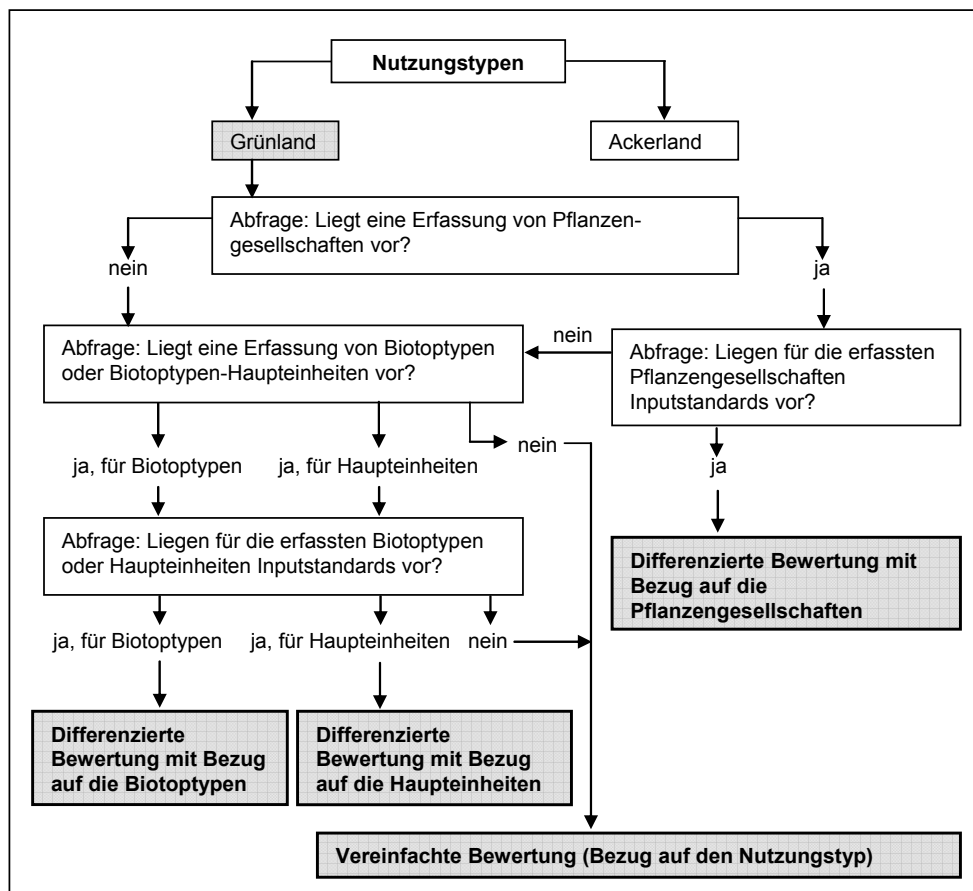 Nutzungstypen
Grünland
Ackerland
Abfrage: Liegt eine Erfassung von Pflanzen-
gesellschaften vor?
nein
ja
Abfrage: Liegt eine Erfassung von Biotoptypen
oder Biotoptypen-Haupteinheiten vor?
nein
Abfrage: Liegen für die erfassten
Pflanzengesellschaften
Inputstandards vor?
ja, für Biotoptypen
ja, für Haupteinheiten
nein
ja
Abfrage: Liegen für die erfassten Biotoptypen
oder Haupteinheiten Inputstandards vor?
Differenzierte Bewertung mit
Bezug auf die
Pflanzengesellschaften
ja, für Biotoptypen
ja, für Haupteinheiten
nein
Differenzierte
Bewertung mit Bezug
auf die Biotoptypen
Differenzierte
Bewertung mit Bezug
auf die Haupteinheiten
Vereinfachte Bewertung (Bezug auf den Nutzungstyp)